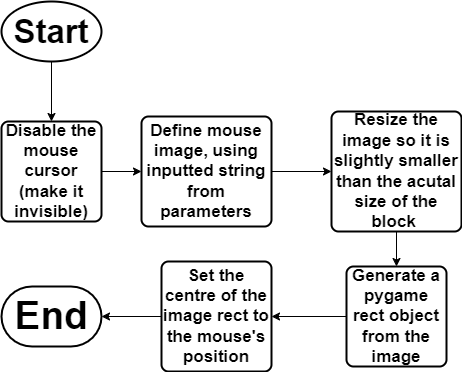 Start
Disable the
mouse
cursor
(make it
invisible)
Define mouse
image, using
inputted string
from
parameters
Resize the
image so it is
slightly smaller
than the acutal
size of the
block
Generate a
pygame
rect object
from the
image
Set the
centre of the
image rect to
the mouse's
position
End